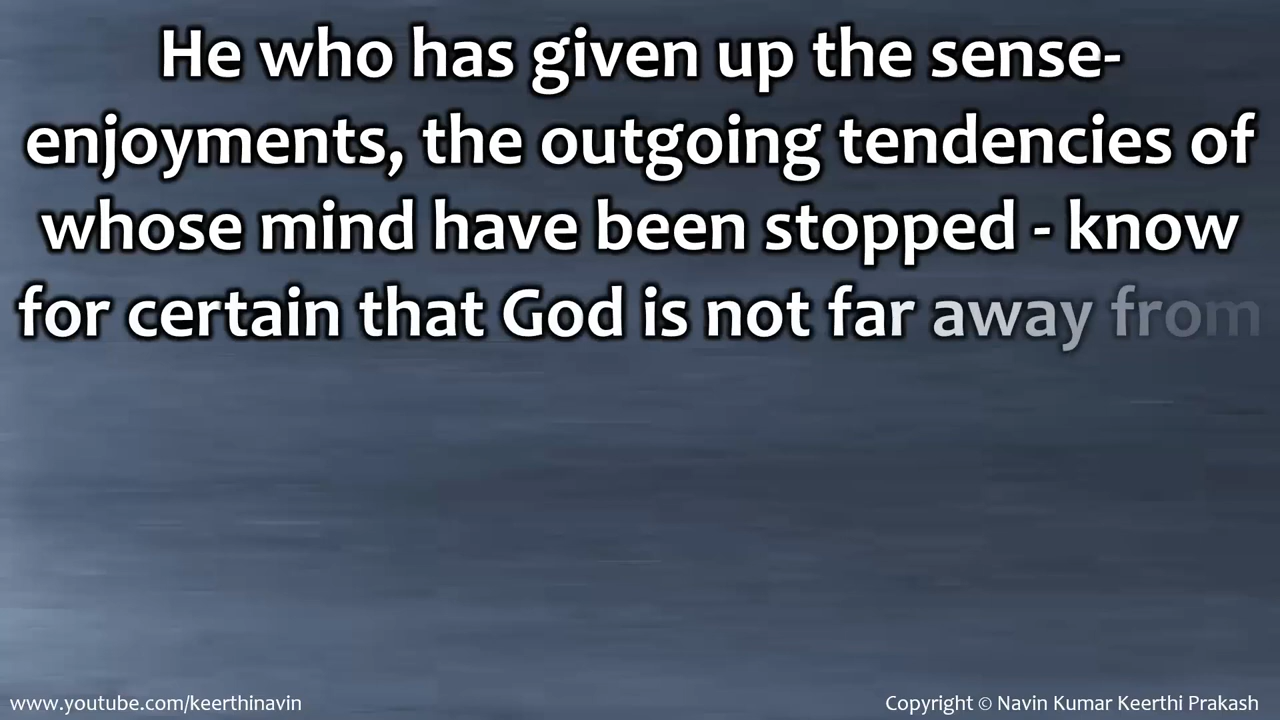 He who has given up the sense-
enjoyments, the outgoing tendencies of
whose mind have been stopped - know
for certain that God is not far away from
www.youtube.com/keerthinavin
Copyright © Navin Kumar Keerthi Prakash